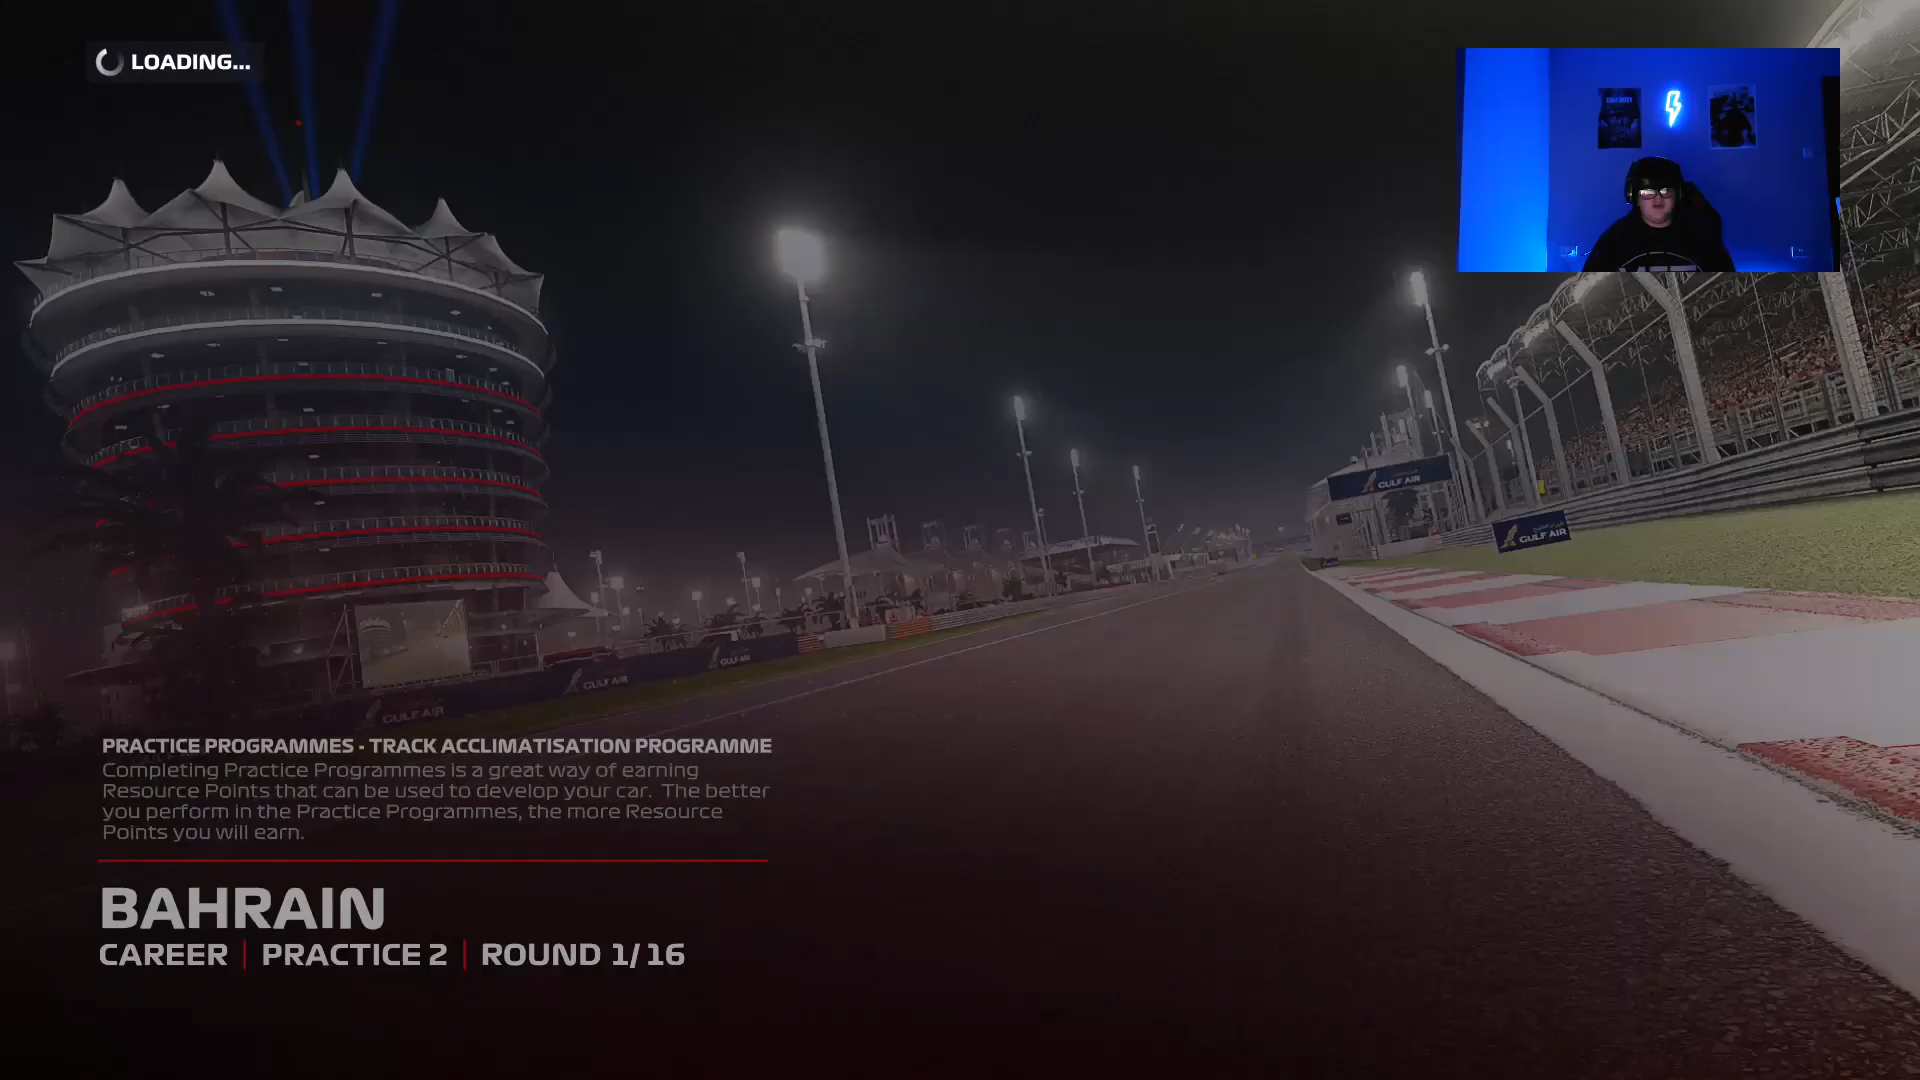 LOADING...
GULF AIR
GULF AIR
GULF AIR
GULF AIR
GULF AIR
PRACTICE PROGRAMMES - TRACK ACCLIMATISATION PROGRAMME
Completing Practice Programmes is a great way of earning
Resource Points that can be used to develop your car. The better
you perform in the Practice Programmes, the more Resource
Points you will earn.
BAHRAIN
CAREER | PRACTICE 2 | ROUND 1/16